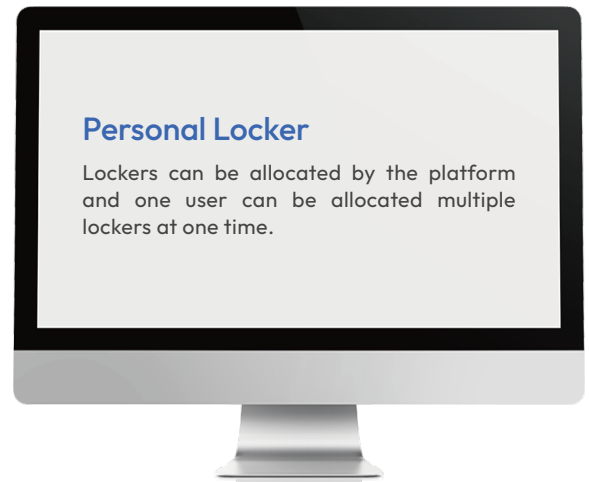 Personal Locker
Lockers can be allocated by the platform
and one user can be allocated multiple
lockers at one time.